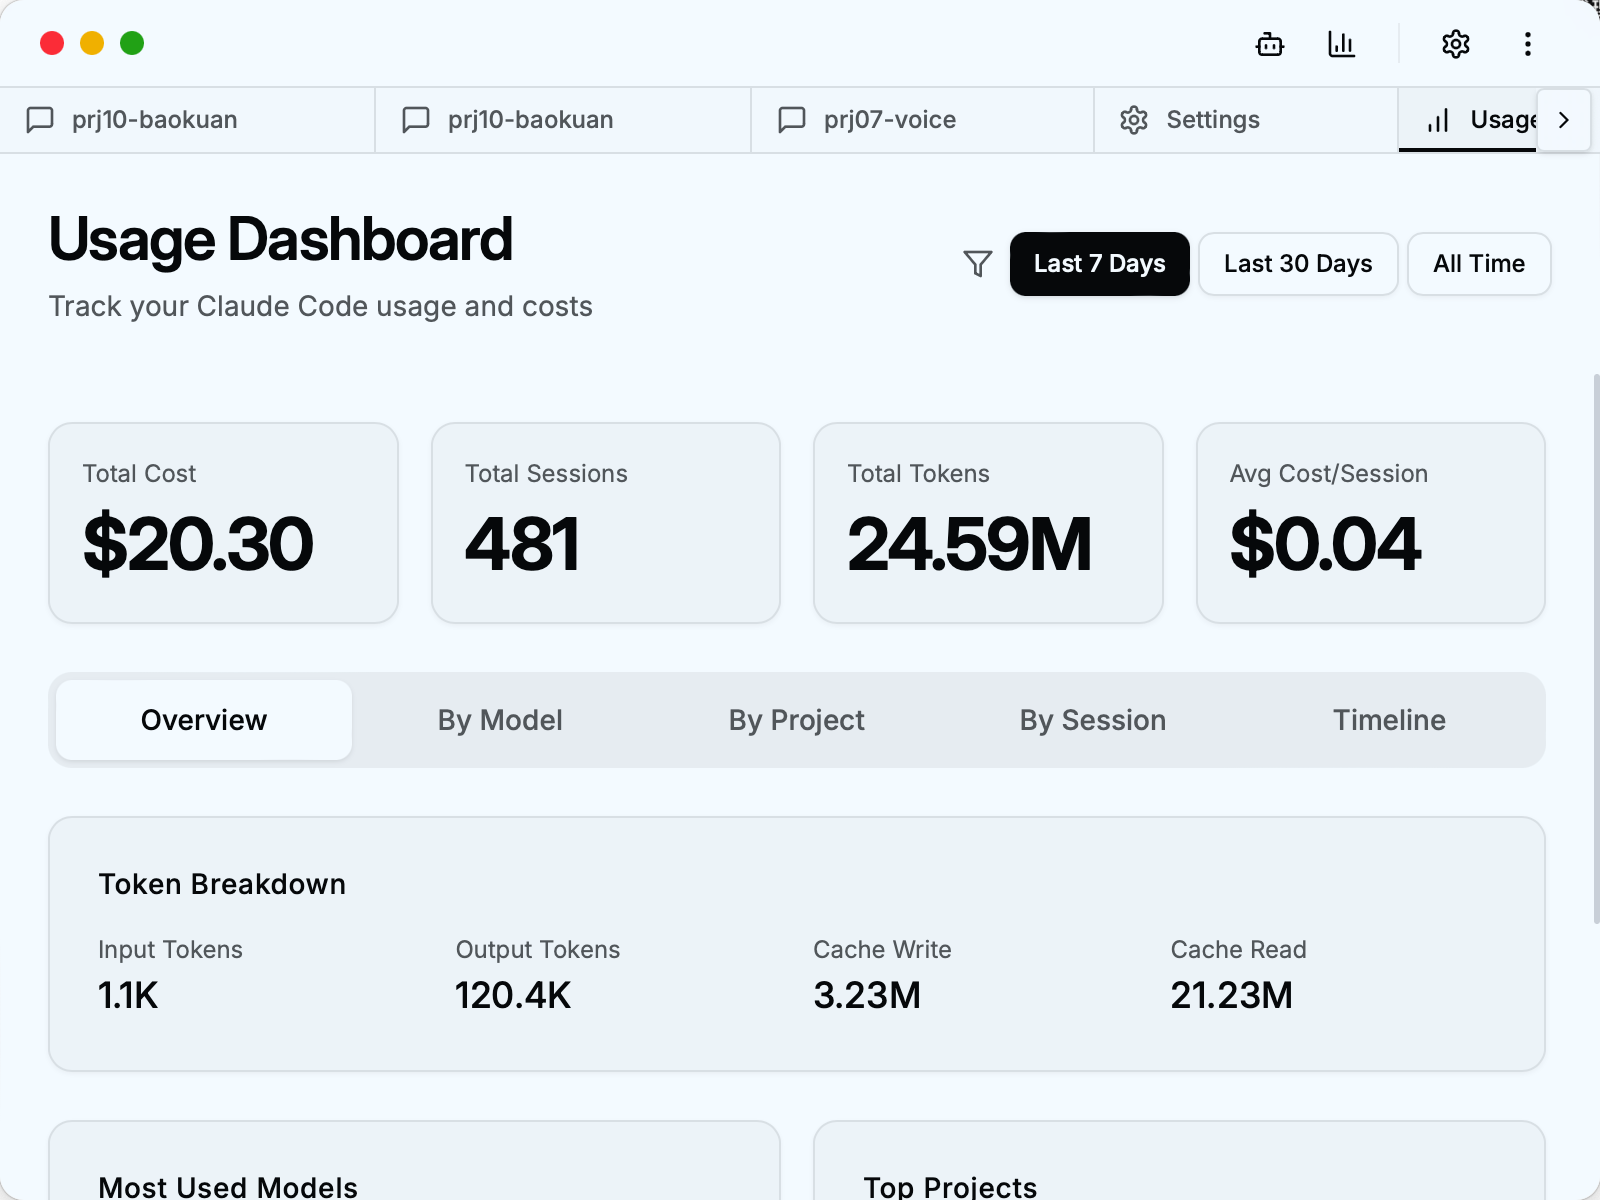 prj10-baokuan
prj10-baokuan
prj07-voice
Settings
Usage
Usage Dashboard
Track your Claude Code usage and costs
Last 7 Days
Last 30 Days
All Time
Total Cost
$20.30
Total Sessions
481
Total Tokens
24.59M
Avg Cost/Session
$0.04
Overview
By Model
By Project
By Session
Timeline
Token Breakdown
Input Tokens
1.1K
Output Tokens
120.4K
Cache Write
3.23M
Cache Read
21.23M
Most Used Models
Top Projects